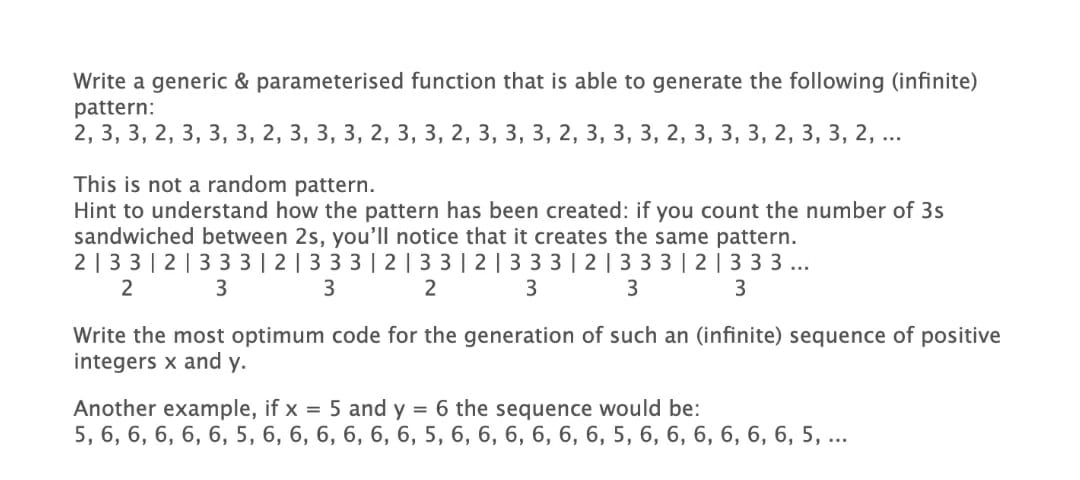 Write a generic & parameterised function that is able to generate the following (infinite)
pattern:
2, 3, 3, 2, 3, 3, 3, 2, 3, 3, 3, 2, 3, 3, 2, 3, 3, 3, 2, 3, 3, 3, 2, 3, 3, 3, 2, 3, 3, 2, ...
This is not a random pattern.
Hint to understand how the pattern has been created: if you count the number of 3s
sandwiched between 2s, you’ll notice that it creates the same pattern.
2 | 3 3 | 2 | 3 3 3 | 2 | 3 3 3 | 2 | 3 3 | 2 | 3 3 3 | 2 | 3 3 3 | 2 | 3 3 3 ...
2 3 3 2 3 3 3
Write the most optimum code for the generation of such an (infinite) sequence of positive
integers x and y.
Another example, if x = 5 and y = 6 the sequence would be:
5, 6, 6, 6, 6, 6, 5, 6, 6, 6, 6, 6, 6, 5, 6, 6, 6, 6, 6, 6, 5, 6, 6, 6, 6, 6, 6, 5, ...